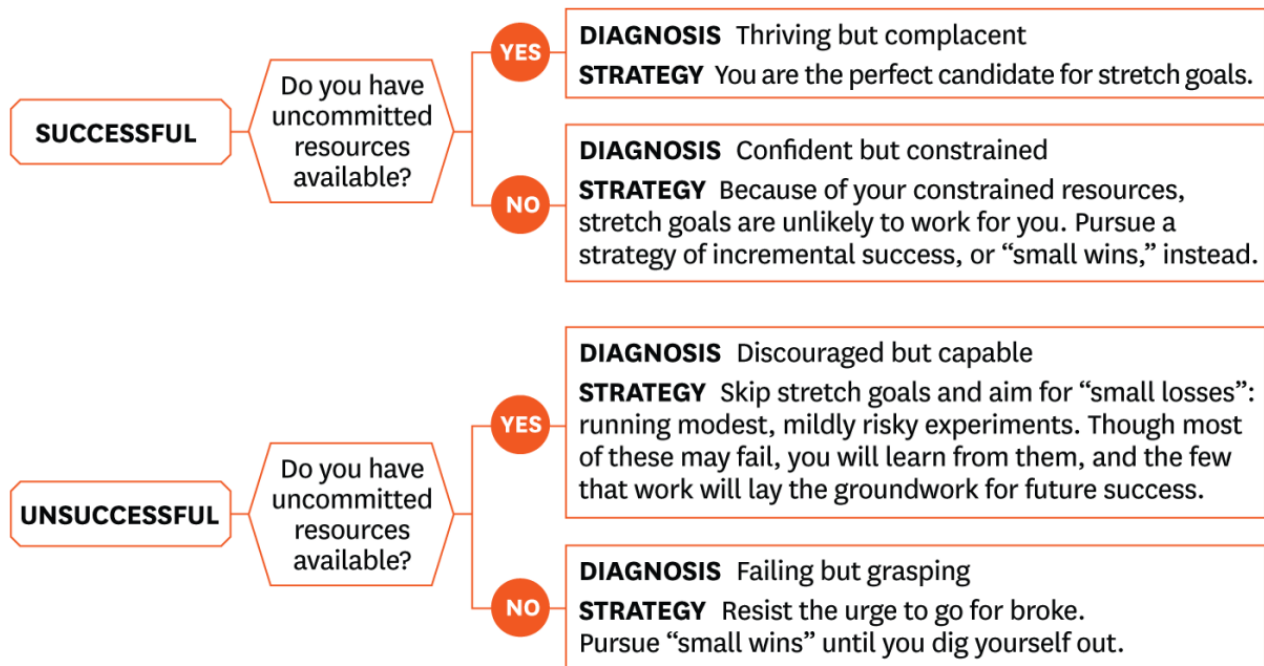 SUCCESSFUL
Do you have
uncommitted
resources
available?
YES
DIAGNOSIS Thriving but complacent
STRATEGY You are the perfect candidate for stretch goals.
NO
DIAGNOSIS Confident but constrained
STRATEGY Because of your constrained resources,
stretch goals are unlikely to work for you. Pursue a
strategy of incremental success, or “small wins,” instead.
UNSUCCESSFUL
Do you have
uncommitted
resources
available?
YES
DIAGNOSIS Discouraged but capable
STRATEGY Skip stretch goals and aim for “small losses”:
running modest, mildly risky experiments. Though most
of these may fail, you will learn from them, and the few
that work will lay the groundwork for future success.
NO
DIAGNOSIS Failing but grasping
STRATEGY Resist the urge to go for broke.
Pursue “small wins” until you dig yourself out.